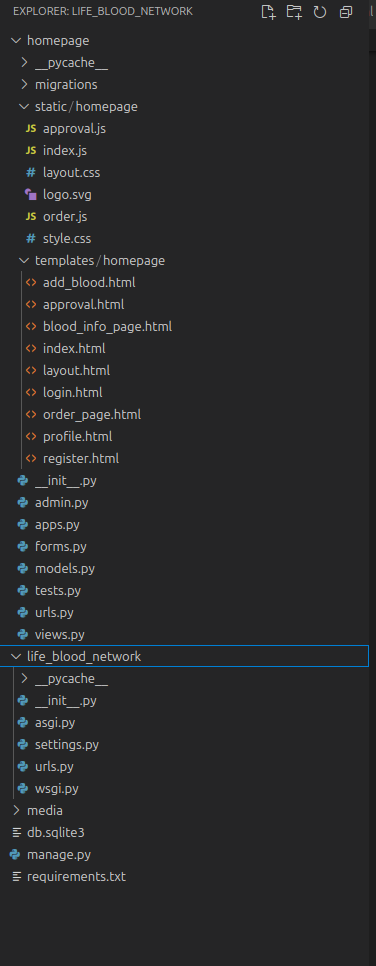 EXPLORER: LIFE_BLOOD_NETWORK
homepage
__pycache__
migrations
static/homepage
JS approval.js
JS index.js
# layout.css
logo.svg
JS order.js
# style.css
templates/homepage
<> add_blood.html
<> approval.html
<> blood_info_page.html
<> index.html
<> layout.html
<> login.html
<> order_page.html
<> profile.html
<> register.html
__init__.py
admin.py
apps.py
forms.py
models.py
tests.py
urls.py
views.py
life_blood_network
__pycache__
__init__.py
asgi.py
settings.py
urls.py
wsgi.py
media
db.sqlite3
manage.py
requirements.txt